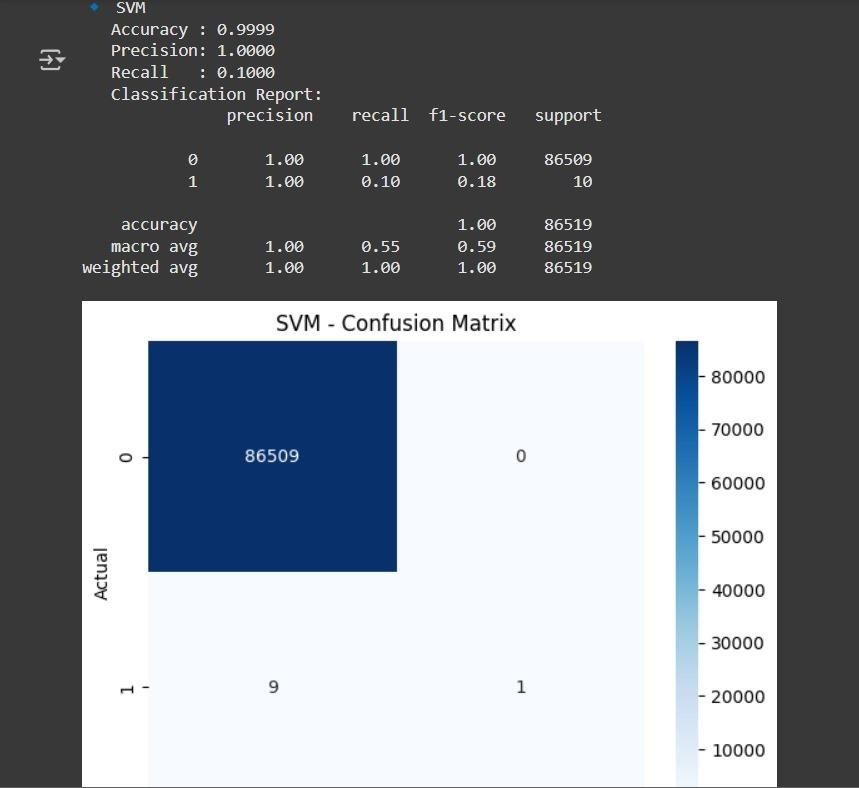 SVM
Accuracy : 0.9999
Precision: 1.0000
Recall   : 0.1000
Classification Report:
precision recall f1-score support
0 1.00 1.00 1.00 86509
1 1.00 0.10 0.18 10
accuracy 1.00 86519
macro avg 1.00 0.55 0.59 86519
weighted avg 1.00 1.00 1.00 86519
SVM - Confusion Matrix
80000
70000
0 86509 0
60000
50000
Actual
40000
30000
1 9 1
20000
10000